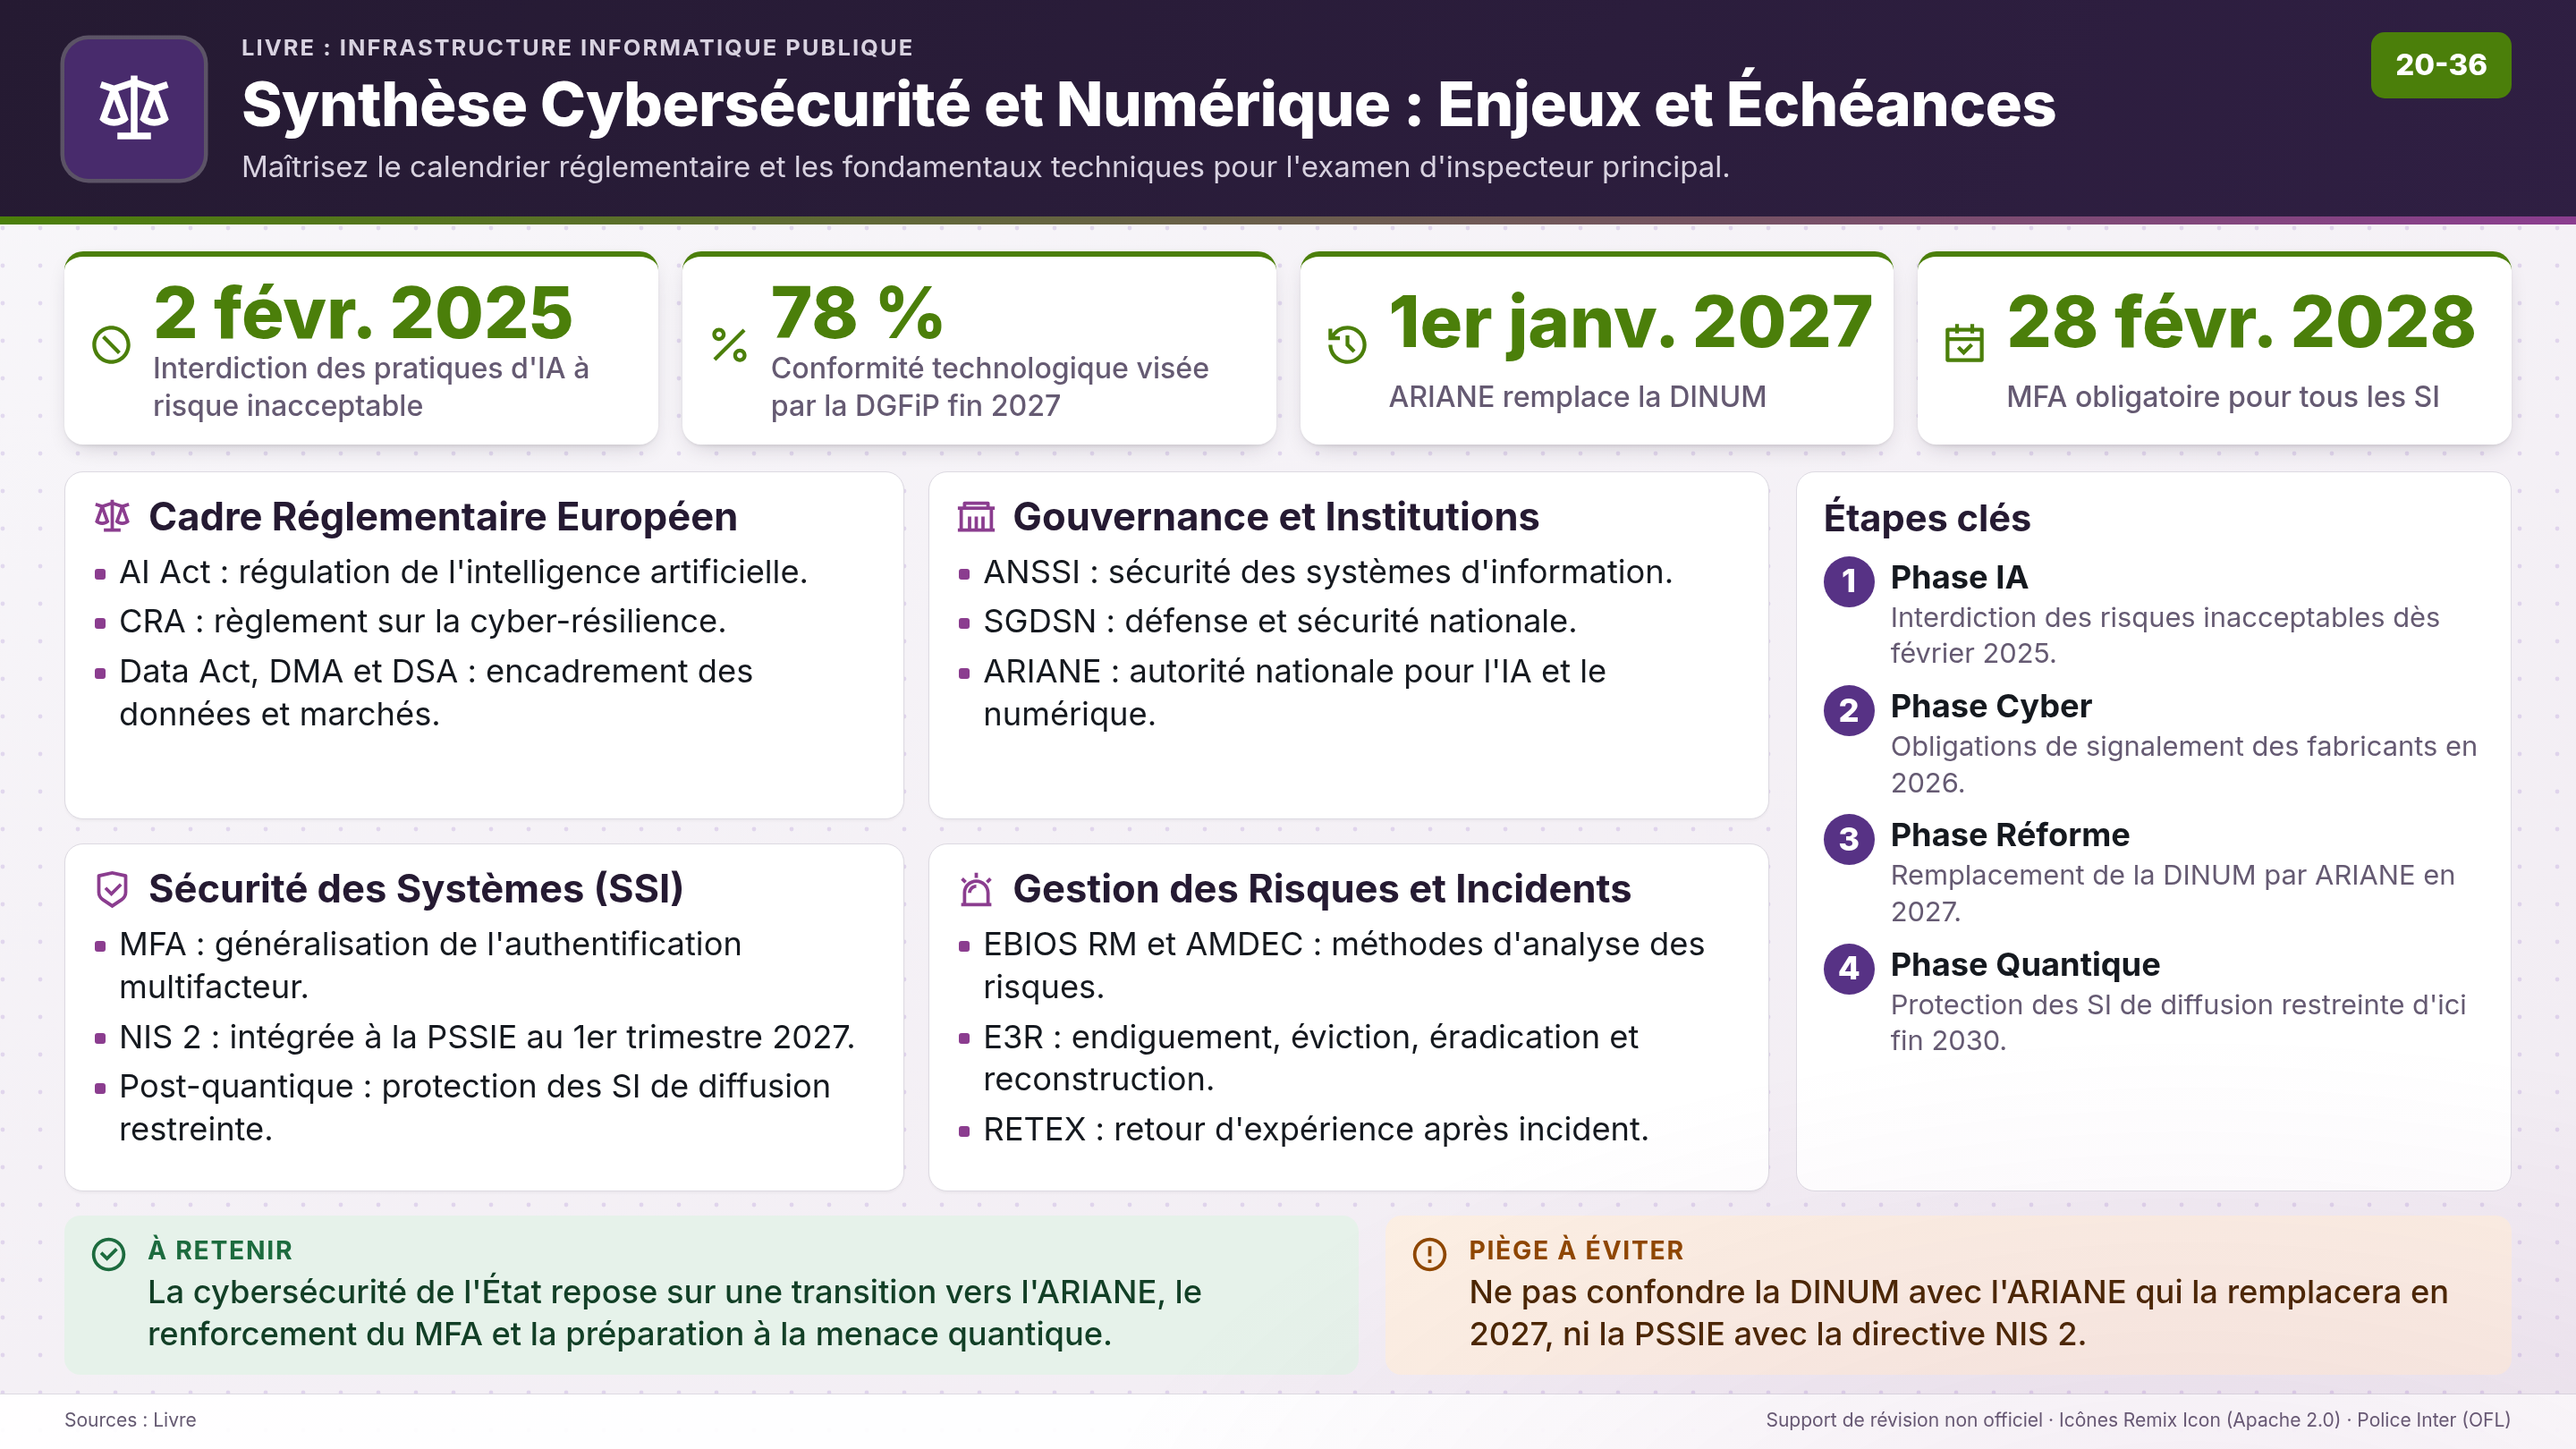 LIVRE : INFRASTRUCTURE INFORMATIQUE PUBLIQUE
Synthèse Cybersécurité et Numérique : Enjeux et Échéances
Maîtrisez le calendrier réglementaire et les fondamentaux techniques pour l'examen d'inspecteur principal.
20-36
2 févr. 2025
Interdiction des pratiques d'IA à
risque inacceptable
78 %
Conformité technologique visée
par la DGFiP fin 2027
1er janv. 2027
ARIANE remplace la DINUM
28 févr. 2028
MFA obligatoire pour tous les SI
Cadre Réglementaire Européen
AI Act : régulation de l'intelligence artificielle.
CRA : règlement sur la cyber-résilience.
Data Act, DMA et DSA : encadrement des
données et marchés.
Gouvernance et Institutions
ANSSI : sécurité des systèmes d'information.
SGDSN : défense et sécurité nationale.
ARIANE : autorité nationale pour l'IA et le
numérique.
Sécurité des Systèmes (SSI)
MFA : généralisation de l'authentification
multifacteur.
NIS 2 : intégrée à la PSSIE au 1er trimestre 2027.
Post-quantique : protection des SI de diffusion
restreinte.
Gestion des Risques et Incidents
EBIOS RM et AMDEC : méthodes d'analyse des
risques.
E3R : endiguement, éviction, éradication et
reconstruction.
RETEX : retour d'expérience après incident.
Étapes clés
1
Phase IA
Interdiction des risques inacceptables dès
février 2025.
2
Phase Cyber
Obligations de signalement des fabricants en
2026.
3
Phase Réforme
Remplacement de la DINUM par ARIANE en
2027.
4
Phase Quantique
Protection des SI de diffusion restreinte d'ici
fin 2030.
À RETENIR
La cybersécurité de l'État repose sur une transition vers l'ARIANE, le
renforcement du MFA et la préparation à la menace quantique.
PIÈGE À ÉVITER
Ne pas confondre la DINUM avec l'ARIANE qui la remplacera en
2027, ni la PSSIE avec la directive NIS 2.
Sources : Livre
Support de révision non officiel · Icônes Remix Icon (Apache 2.0) · Police Inter (OFL)